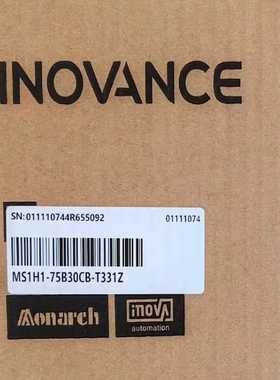 INOVANCE
SN:011110744R655092 01111074
MS1H1-75B30CB-T331Z
Monarch inova
automation